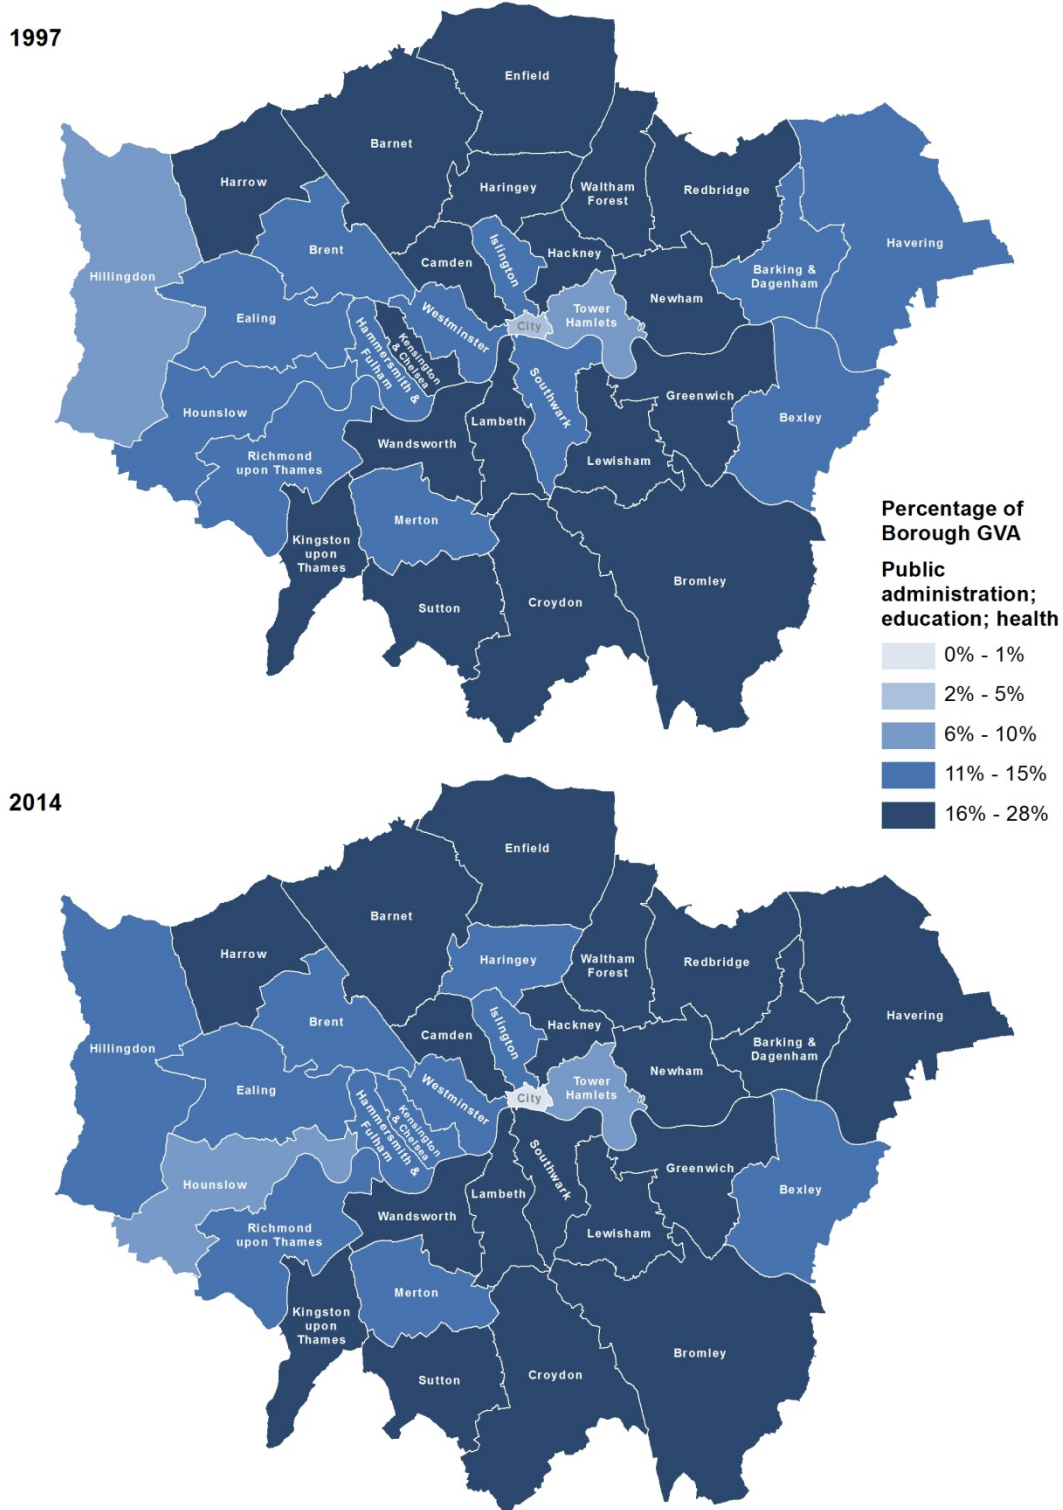 1997
Enfield
Barnet
Harrow
Haringey
Waltham
Forest
Redbridge
Havering
Brent
Islington
Hackney
Camden
Hillingdon
Barking &
Dagenham
Newham
Ealing
Westminster
City
Tower
Hamlets
Hammersmith &
Fulham
Kensington
& Chelsea
Southwark
Greenwich
Hounslow
Bexley
Lambeth
Wandsworth
Richmond
upon Thames
Lewisham
Merton
Kingston
upon
Thames
Bromley
Sutton
Croydon
Percentage of
Borough GVA
Public
administration;
education; health
0% - 1%
2% - 5%
6% - 10%
11% - 15%
16% - 28%
2014
Enfield
Barnet
Harrow
Haringey
Waltham
Forest
Redbridge
Havering
Brent
Islington
Hackney
Camden
Hillingdon
Barking &
Dagenham
Newham
Ealing
Westminster
City
Tower
Hamlets
Hammersmith &
Fulham
Kensington
& Chelsea
Southwark
Greenwich
Hounslow
Bexley
Lambeth
Wandsworth
Richmond
upon Thames
Lewisham
Merton
Kingston
upon
Thames
Bromley
Sutton
Croydon